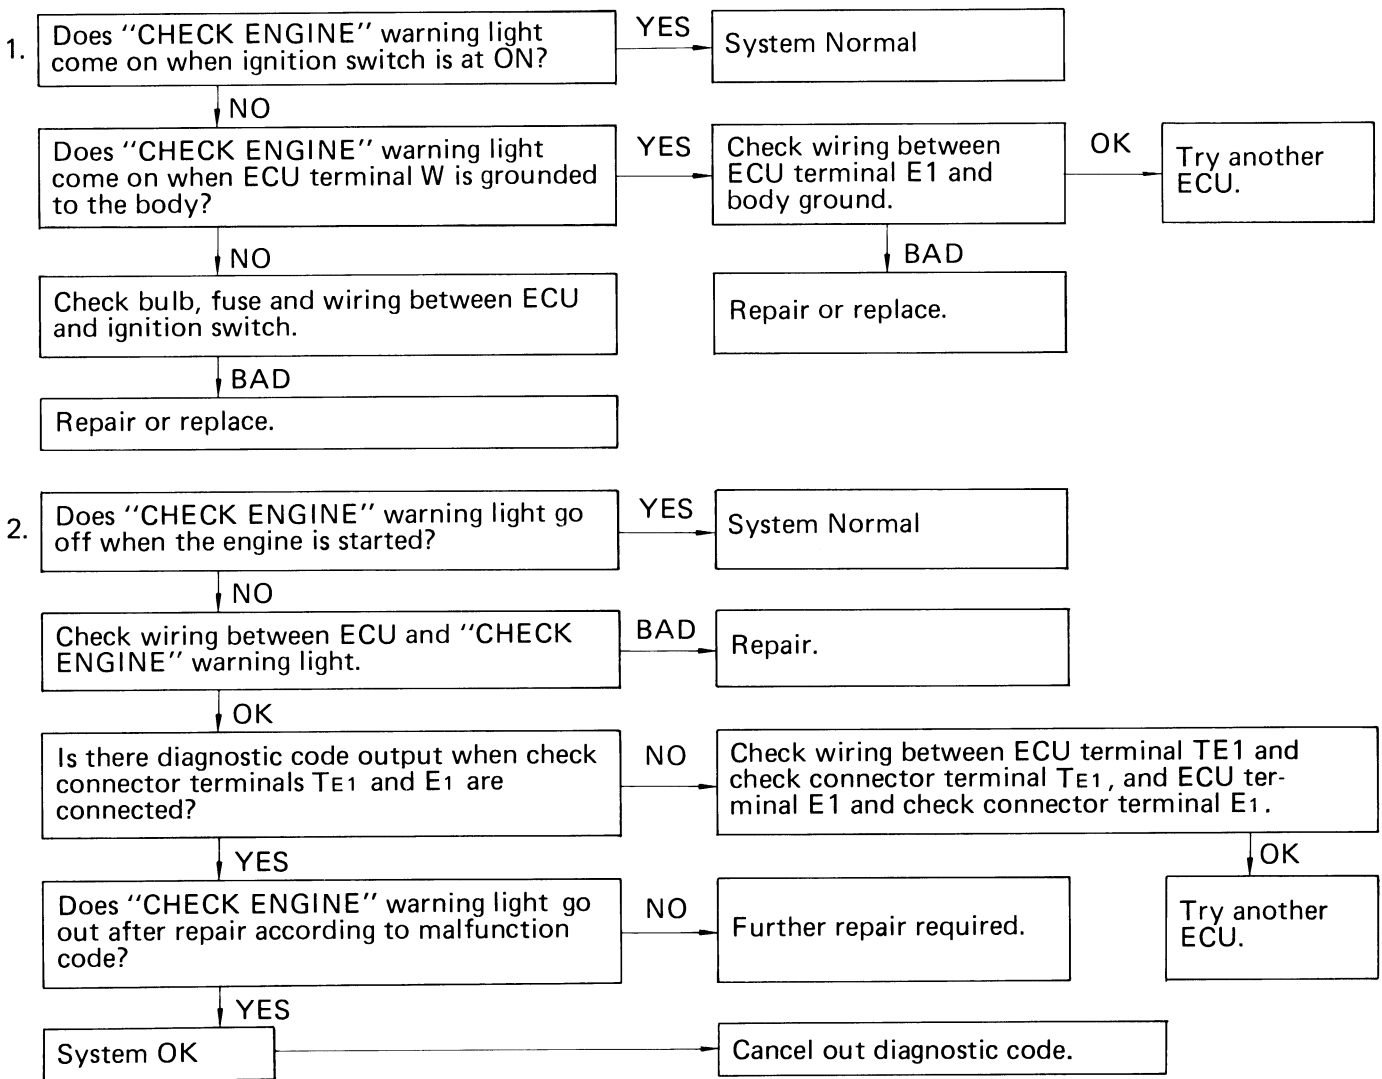 1.
Does "CHECK ENGINE" warning light
come on when ignition switch is at ON?
YES
System Normal
NO
Does "CHECK ENGINE" warning light
come on when ECU terminal W is grounded
to the body?
YES
Check wiring between
ECU terminal E1 and
body ground.
OK
Try another
ECU.
NO
BAD
Check bulb, fuse and wiring between ECU
and ignition switch.
Repair or replace.
BAD
Repair or replace.
2.
Does "CHECK ENGINE" warning light go
off when the engine is started?
YES
System Normal
NO
Check wiring between ECU and "CHECK
ENGINE" warning light.
BAD
Repair.
OK
Is there diagnostic code output when check
connector terminals TE1 and E1 are
connected?
NO
Check wiring between ECU terminal TE1 and
check connector terminal TE1, and ECU ter-
minal E1 and check connector terminal E1.
YES
OK
Does "CHECK ENGINE" warning light go
out after repair according to malfunction
code?
NO
Further repair required.
Try another
ECU.
YES
System OK
Cancel out diagnostic code.